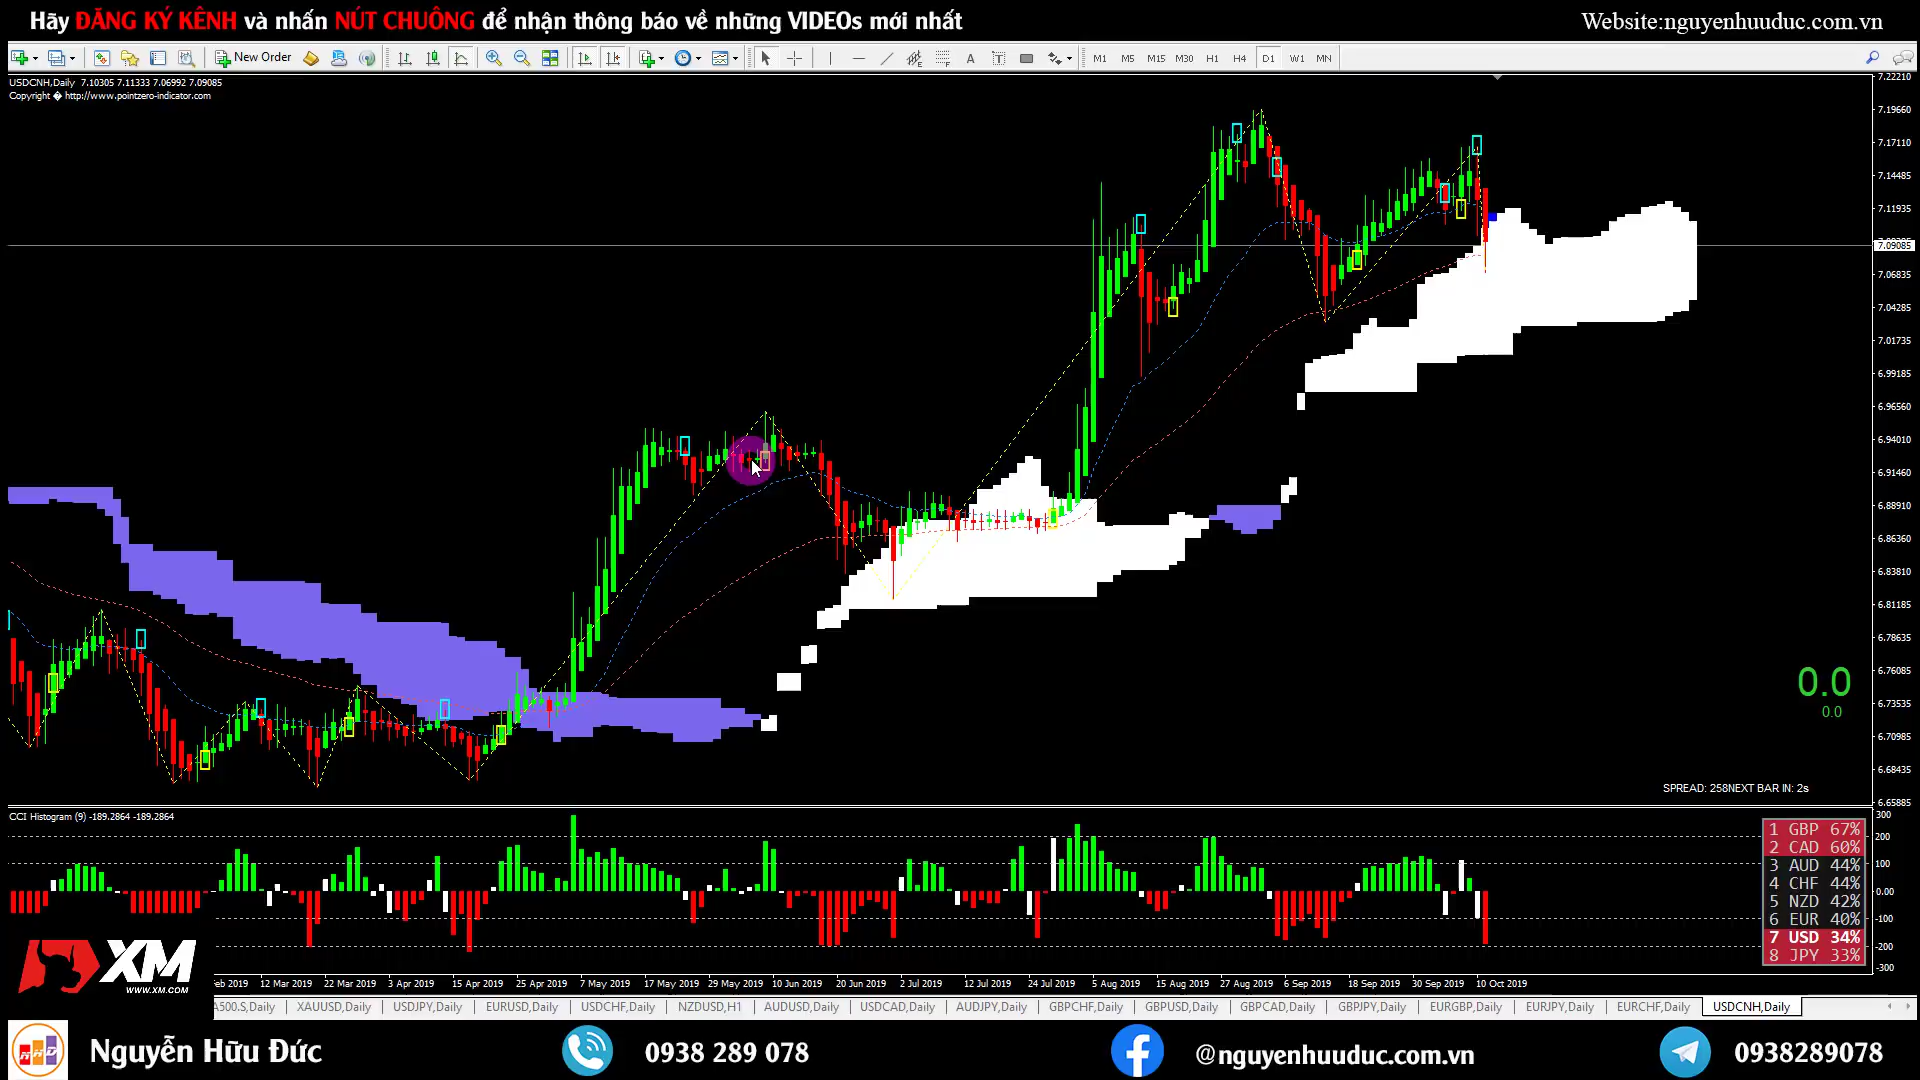 Hãy ĐĂNG KÝ KÊNH và nhấn NÚT CHUÔNG để nhận thông báo về những VIDEOs mới nhất
Website:nguyenhuuduc.com.vn
New Order
M1 M5 M15 M30 H1 H4 D1 W1 MN
USDCNH,Daily 7.10305 7.11333 7.06992 7.09085
Copyright � http://www.pointzero-indicator.com
7.22210
7.19660
7.17110
7.14485
7.11935
7.09085
7.06835
7.04285
7.01735
6.99185
6.96560
6.94010
6.91460
6.88910
6.86360
6.83810
6.81185
6.78635
6.76085
6.73535
6.70985
6.68435
6.65885
0.0
0.0
SPREAD: 258NEXT BAR IN: 2s
CCI Histogram (9) -189.2864 -189.2864
300
200
100
0.00
-100
-200
-300
1 GBP 67%
2 CAD 60%
3 AUD 44%
4 CHF 44%
5 NZD 42%
6 EUR 40%
7 USD 34%
8 JPY 33%
XM
WWW.XM.COM
eb 2019 12 Mar 2019 22 Mar 2019 3 Apr 2019 15 Apr 2019 25 Apr 2019 7 May 2019 17 May 2019 29 May 2019 10 Jun 2019 20 Jun 2019 2 Jul 2019 12 Jul 2019 24 Jul 2019 5 Aug 2019 15 Aug 2019 27 Aug 2019 6 Sep 2019 18 Sep 2019 30 Sep 2019 10 Oct 2019
A500.S,Daily XAUUSD,Daily USDJPY,Daily EURUSD,Daily USDCHF,Daily NZDUSD,H1 AUDUSD,Daily USDCAD,Daily AUDJPY,Daily GBPCHF,Daily GBPUSD,Daily GBPCAD,Daily GBPJPY,Daily EURGBP,Daily EURJPY,Daily EURCHF,Daily USDCNH,Daily
HHD
Nguyễn Hữu Đức
0938 289 078
@nguyenhuuduc.com.vn
0938289078